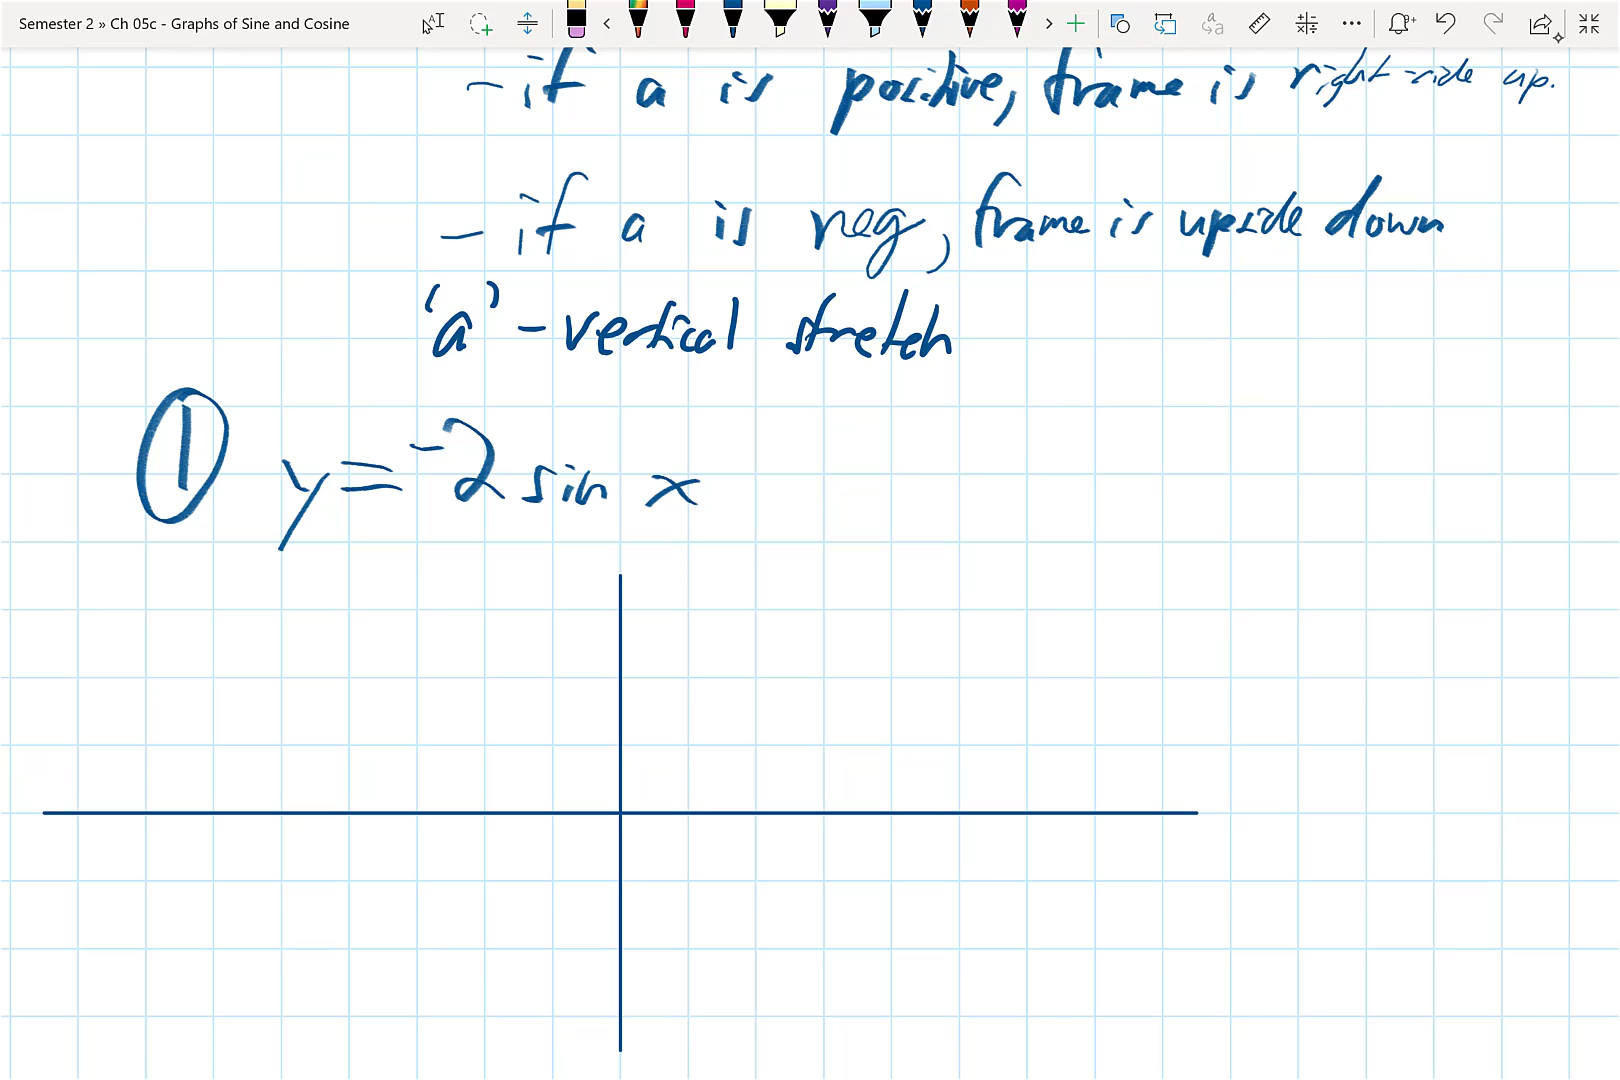 Semester 2 » Ch 05c - Graphs of Sine and Cosine
- if a is positive, frame is right-side up.
- if a is neg, frame is upside down
'a' - vertical stretch
① y = -2 sin x